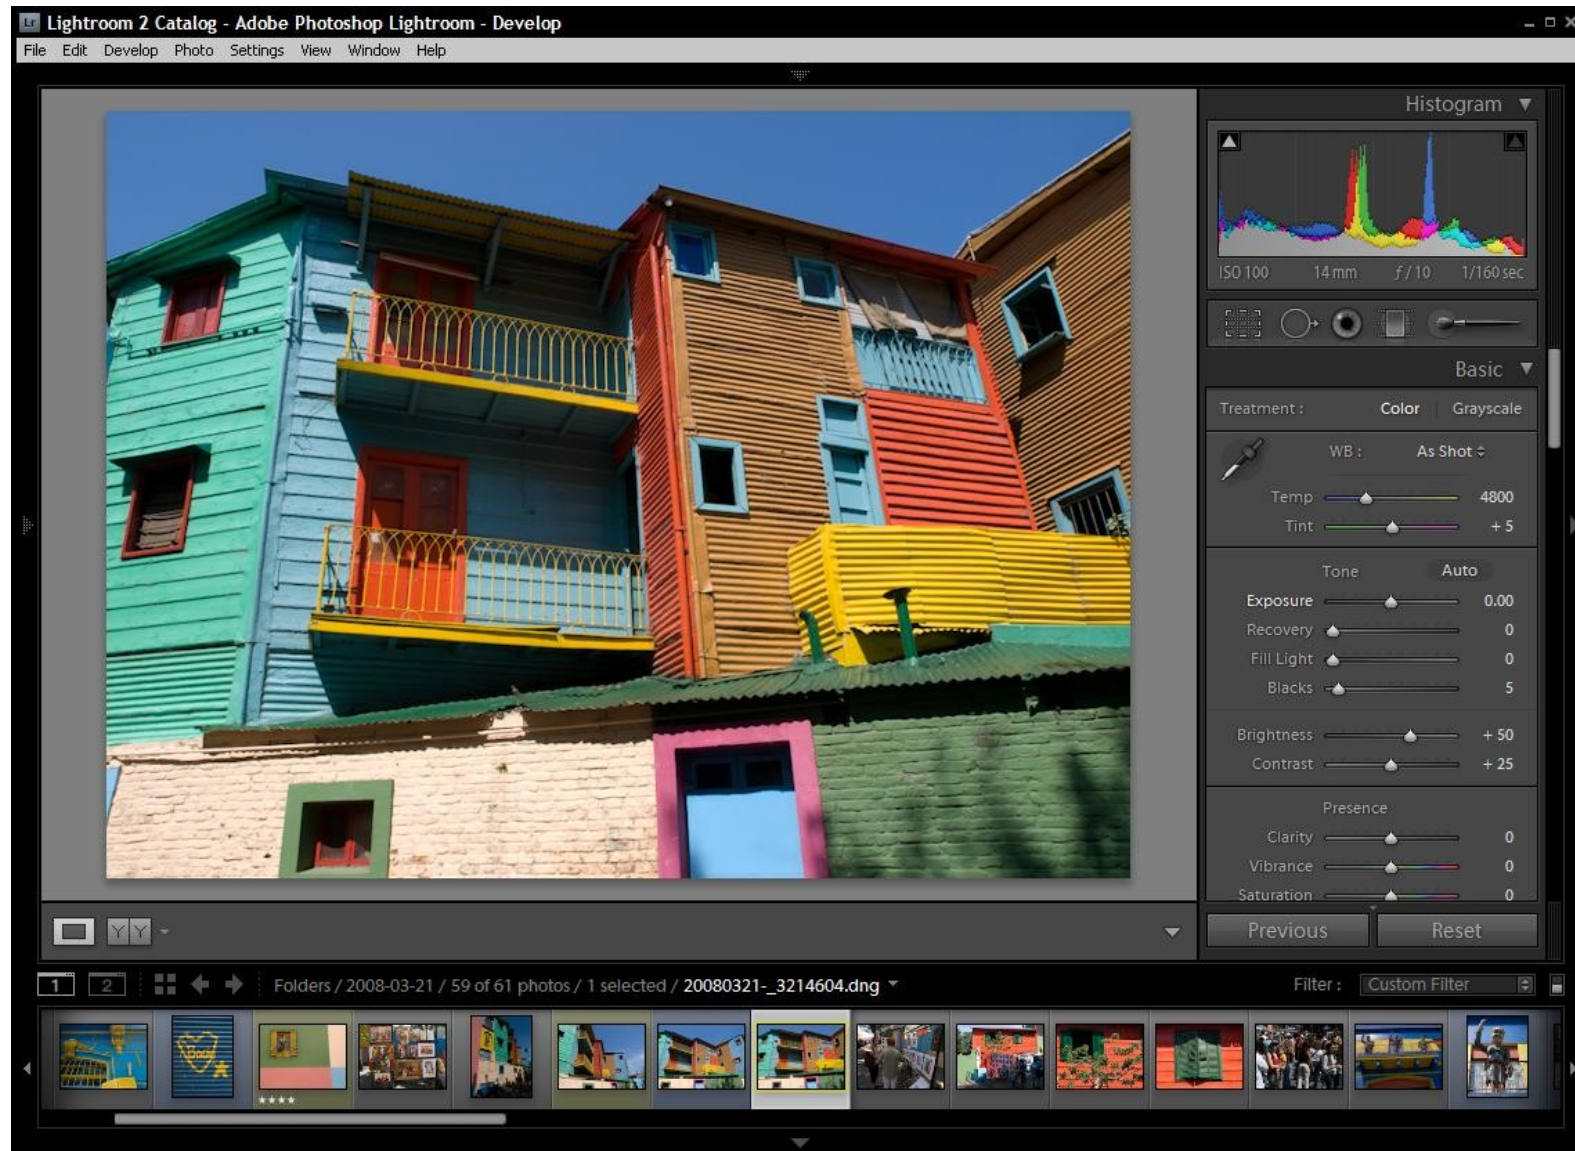 Lr Lightroom 2 Catalog - Adobe Photoshop Lightroom - Develop
File Edit Develop Photo Settings View Window Help
Histogram
ISO 100 14 mm ƒ / 10 1/160 sec
Basic
Treatment : Color Grayscale
WB : As Shot
Temp 4800
Tint + 5
Tone Auto
Exposure 0.00
Recovery 0
Fill Light 0
Blacks 5
Brightness + 50
Contrast + 25
Presence
Clarity 0
Vibrance 0
Saturation 0
Y Y
Previous Reset
1 2 Folders / 2008-03-21 / 59 of 61 photos / 1 selected / 20080321-_3214604.dng Filter : Custom Filter
Boca
★★★★